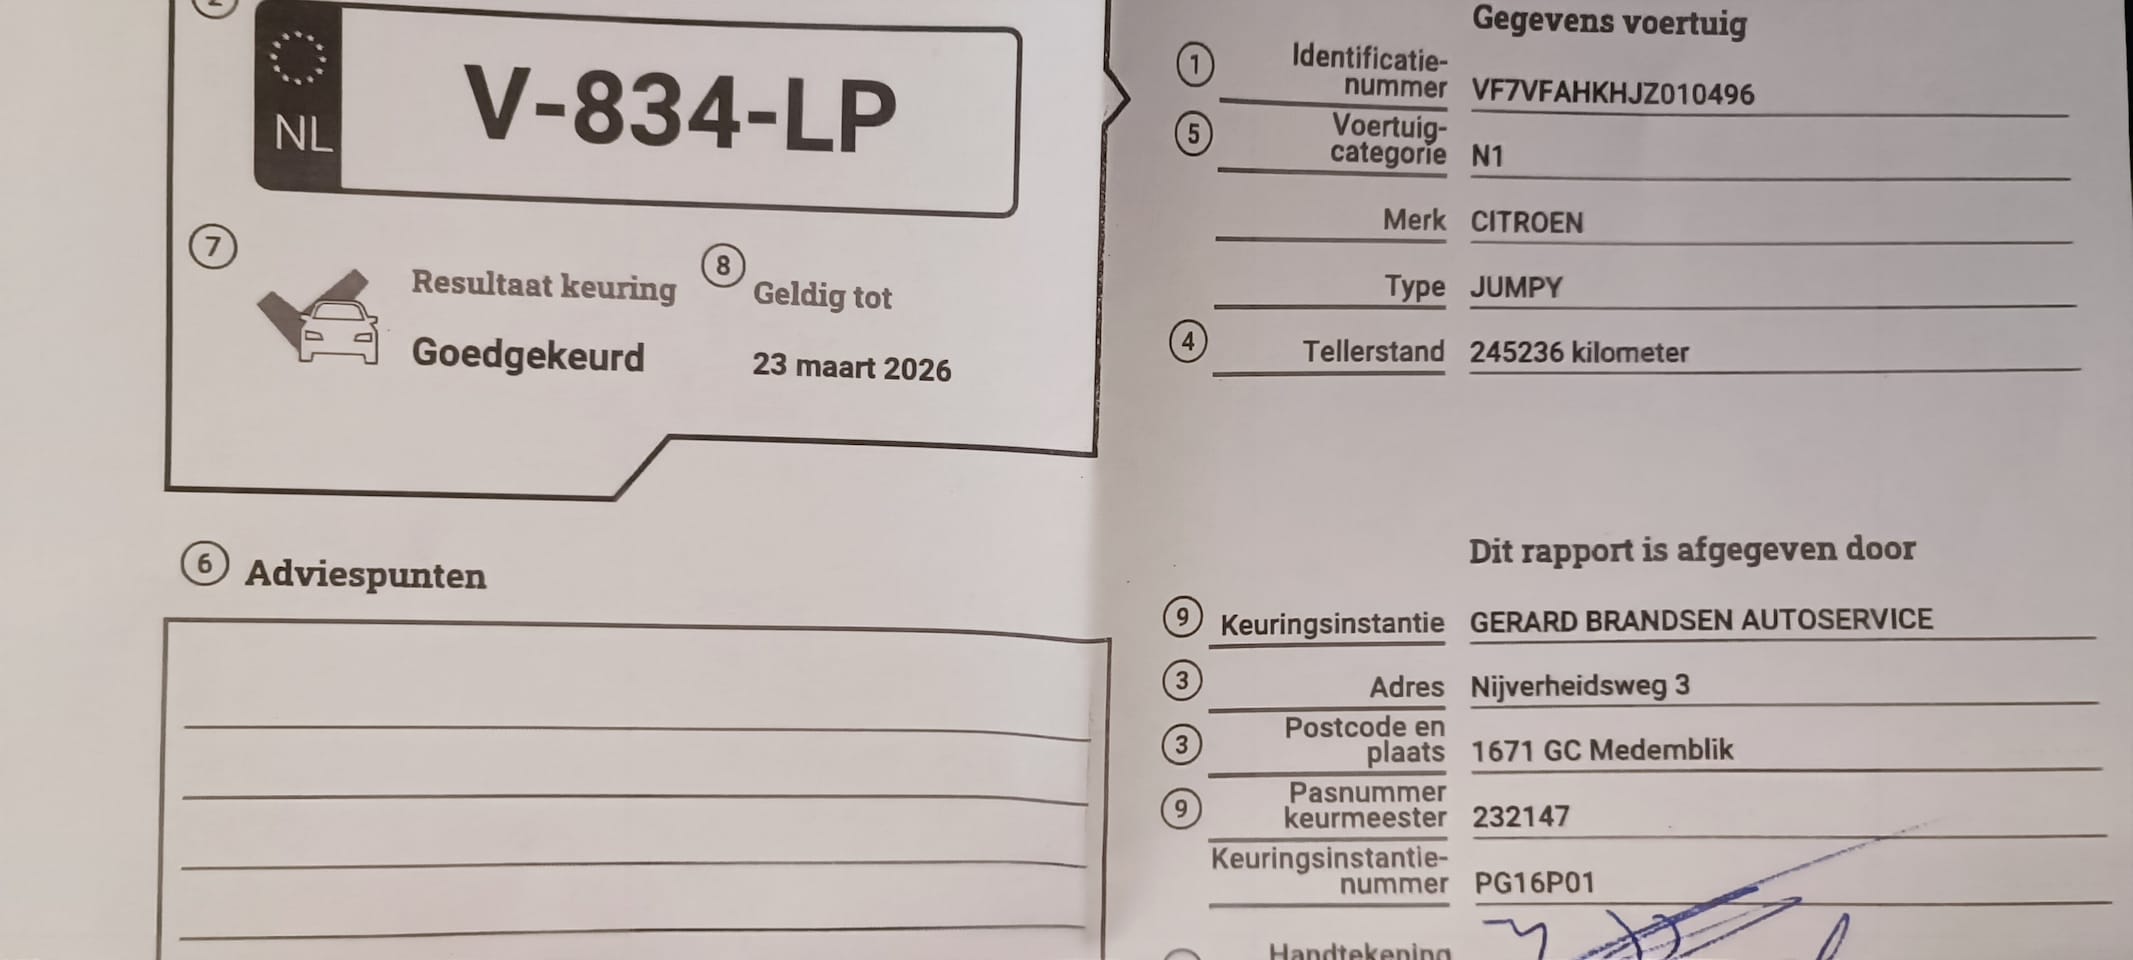 2
NL
V-834-LP
7
Resultaat keuring
Goedgekeurd
8
Geldig tot
23 maart 2026
6 Adviespunten
Gegevens voertuig
1 Identificatie-
nummer VF7VFAHKHJZ010496
5 Voertuig-
categorie N1
Merk CITROEN
Type JUMPY
4 Tellerstand 245236 kilometer
Dit rapport is afgegeven door
9 Keuringsinstantie GERARD BRANDSEN AUTOSERVICE
3 Adres Nijverheidsweg 3
3 Postcode en
plaats 1671 GC Medemblik
9 Pasnummer
keurmeester 232147
Keuringsinstantie-
nummer PG16P01
Handtekening